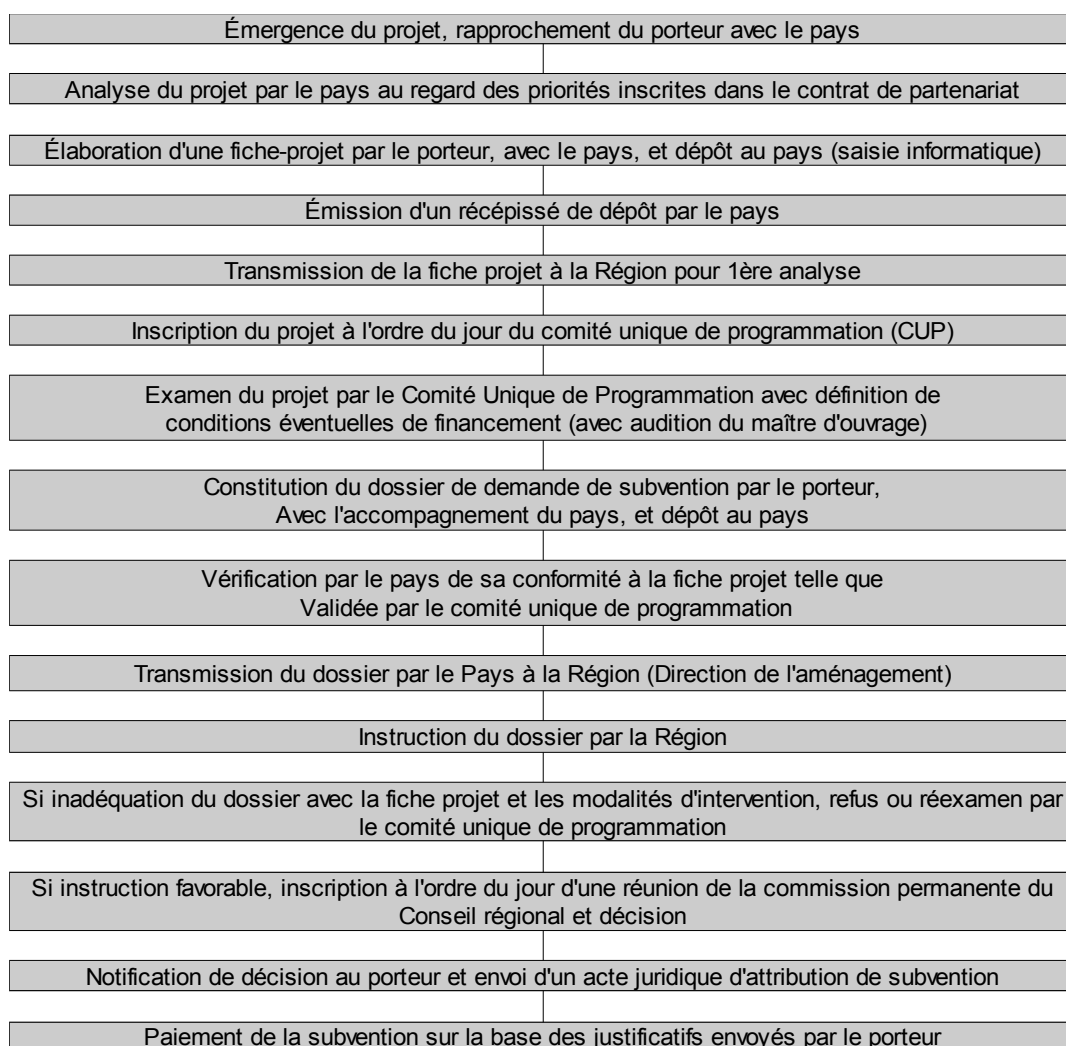 Émergence du projet, rapprochement du porteur avec le pays
Analyse du projet par le pays au regard des priorités inscrites dans le contrat de partenariat
Élaboration d'une fiche-projet par le porteur, avec le pays, et dépôt au pays (saisie informatique)
Émission d'un récépissé de dépôt par le pays
Transmission de la fiche projet à la Région pour 1ère analyse
Inscription du projet à l'ordre du jour du comité unique de programmation (CUP)
Examen du projet par le Comité Unique de Programmation avec définition de
conditions éventuelles de financement (avec audition du maître d'ouvrage)
Constitution du dossier de demande de subvention par le porteur,
Avec l'accompagnement du pays, et dépôt au pays
Vérification par le pays de sa conformité à la fiche projet telle que
Validée par le comité unique de programmation
Transmission du dossier par le Pays à la Région (Direction de l'aménagement)
Instruction du dossier par la Région
Si inadéquation du dossier avec la fiche projet et les modalités d'intervention, refus ou réexamen par
le comité unique de programmation
Si instruction favorable, inscription à l'ordre du jour d'une réunion de la commission permanente du
Conseil régional et décision
Notification de décision au porteur et envoi d'un acte juridique d'attribution de subvention
Paiement de la subvention sur la base des justificatifs envoyés par le porteur